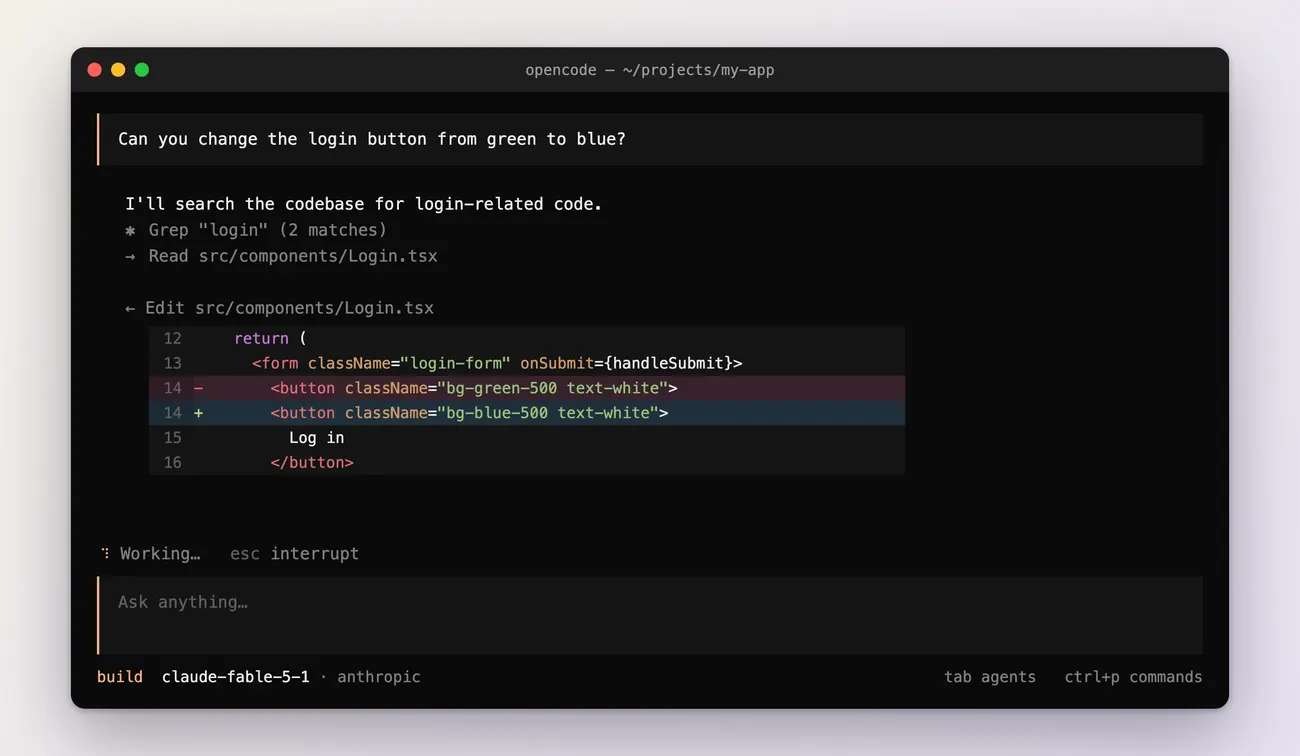 opencode — ~/projects/my-app
Can you change the login button from green to blue?
I'll search the codebase for login-related code.
✱ Grep "login" (2 matches)
→ Read src/components/Login.tsx
← Edit src/components/Login.tsx
12 return (
13 <form className="login-form" onSubmit={handleSubmit}>
14 - <button className="bg-green-500 text-white">
14 + <button className="bg-blue-500 text-white">
15 Log in
16 </button>
Working… esc interrupt
Ask anything…
build claude-fable-5-1 · anthropic tab agents ctrl+p commands